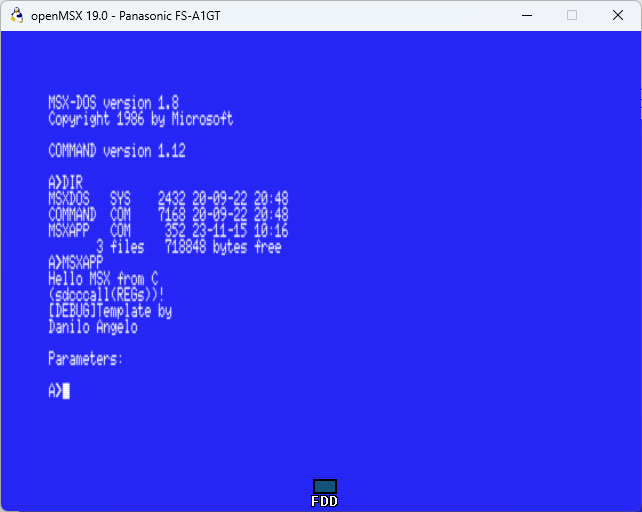 openMSX 19.0 - Panasonic FS-A1GT
MSX-DOS version 1.8
Copyright 1986 by Microsoft
COMMAND version 1.12
A>DIR
MSXDOS   SYS    2432 20-09-22 20:48
COMMAND  COM    7168 20-09-22 20:48
MSXAPP   COM     352 23-11-15 10:16
       3 files   718848 bytes free
A>MSXAPP
Hello MSX from C
(sdcccall(REGs))!
[DEBUG]Template by
Danilo Angelo
Parameters:
A>
FDD